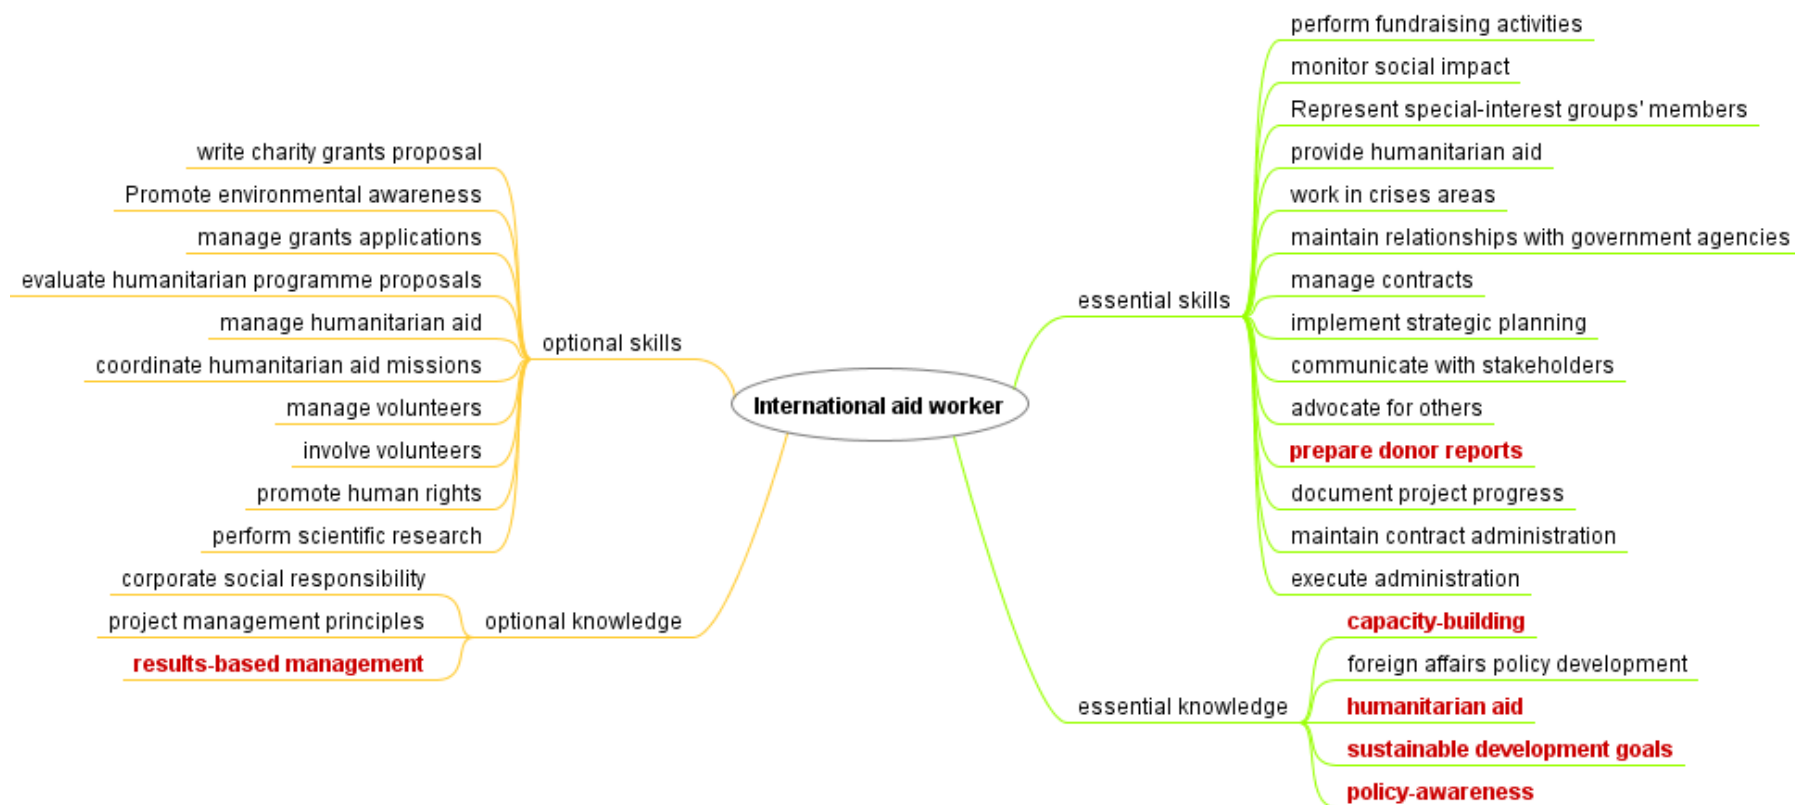 International aid worker
optional skills
write charity grants proposal
Promote environmental awareness
manage grants applications
evaluate humanitarian programme proposals
manage humanitarian aid
coordinate humanitarian aid missions
manage volunteers
involve volunteers
promote human rights
perform scientific research
optional knowledge
corporate social responsibility
project management principles
results-based management
essential skills
perform fundraising activities
monitor social impact
Represent special-interest groups' members
provide humanitarian aid
work in crises areas
maintain relationships with government agencies
manage contracts
implement strategic planning
communicate with stakeholders
advocate for others
prepare donor reports
document project progress
maintain contract administration
execute administration
essential knowledge
capacity-building
foreign affairs policy development
humanitarian aid
sustainable development goals
policy-awareness